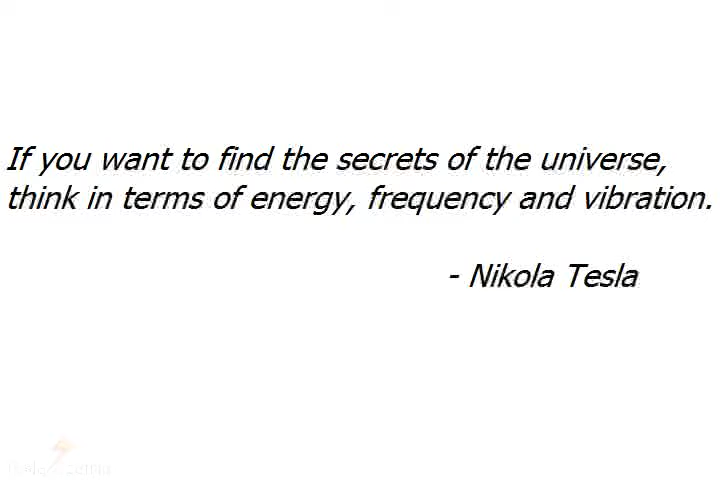 If you want to find the secrets of the universe,
think in terms of energy, frequency and vibration.
- Nikola Tesla